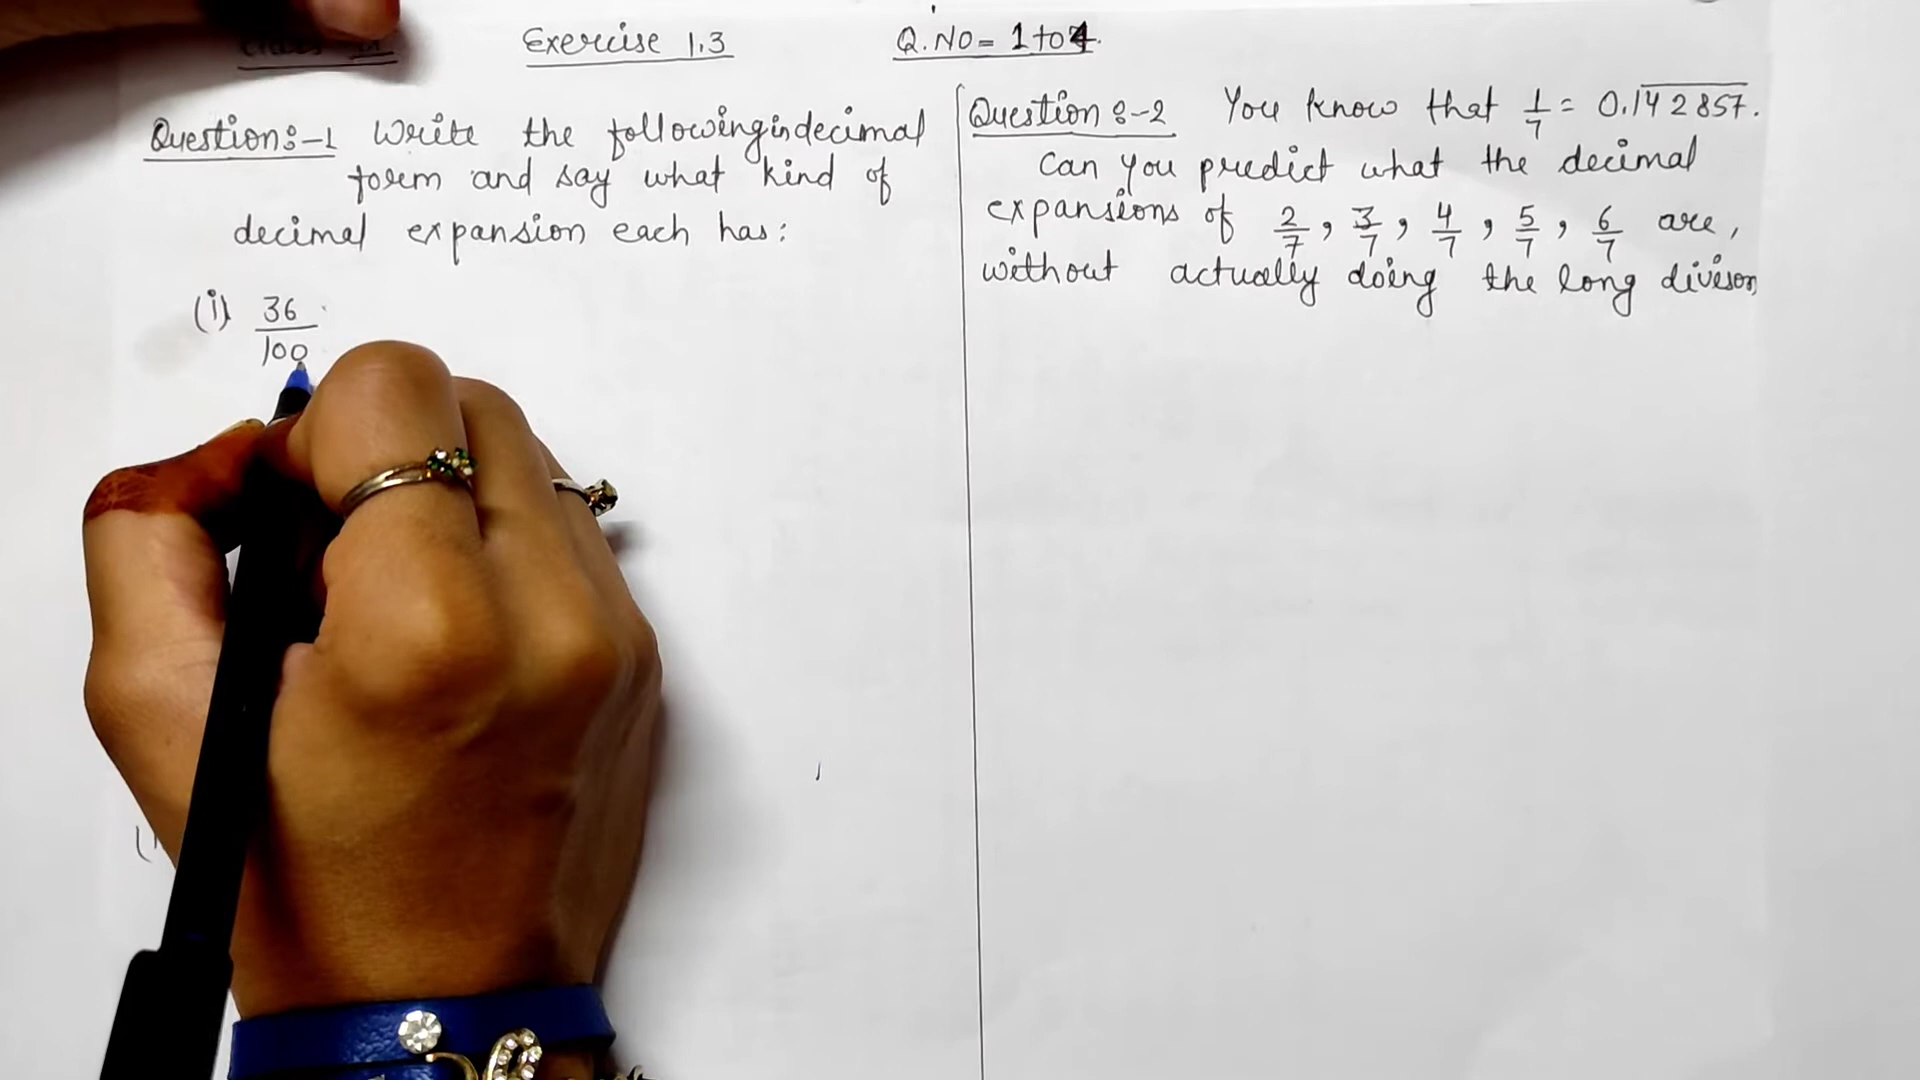 Exercise 1.3
Q.NO= 1 to 4.
Question:-1 Write the following in decimal
form and say what kind of
decimal expansion each has:
(i) 36
100
Question:-2 You know that 1/7 = 0.142857.
Can you predict what the decimal
expansions of 2/7, 3/7, 4/7, 5/7, 6/7 are,
without actually doing the long divison